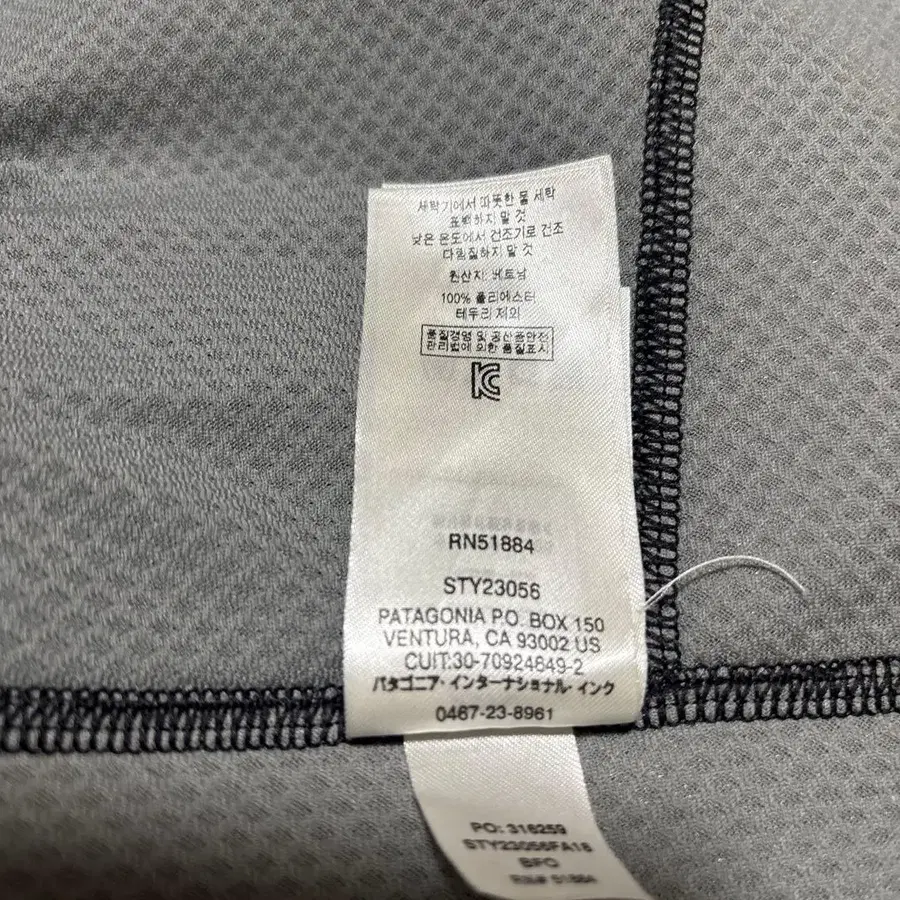 세탁기에서 따뜻한 물 세탁
표백하지 말 것
낮은 온도에서 건조기로 건조
다림질하지 말 것
원산지: 베트남
100% 폴리에스터
테두리 제외
품질경영 및 공산품안전
관리법에 의한 품질표시
RN51884
STY23056
PATAGONIA P.O. BOX 150
VENTURA, CA 93002 US
CUIT:30-70924649-2
パタゴニア・インターナショナル・インク
0467-23-8961
PO: 316259
STY23056FA18
BFO
RN# 51884